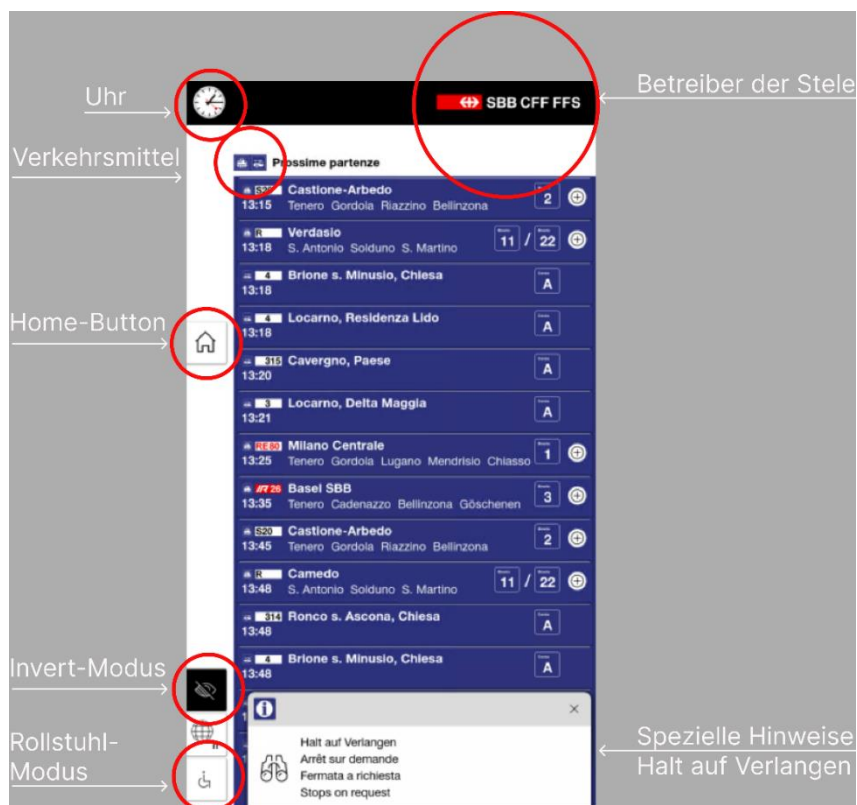 Uhr
SBB CFF FFS
Betreiber der Stele
Verkehrsmittel
Prossime partenze
Castione-Arbedo 2
13:15 Tenero Gordola Riazzino Bellinzona
R Verdasio 11 / 22
13:18 S. Antonio Solduno S. Martino
4 Brione s. Minusio, Chiesa A
13:18
Home-Button
4 Locarno, Residenza Lido A
13:18
315 Cavergno, Paese A
13:20
3 Locarno, Delta Maggia A
13:21
RE80 Milano Centrale 1
13:25 Tenero Gordola Lugano Mendrisio Chiasso
IR 26 Basel SBB 3
13:35 Tenero Cadenazzo Bellinzona Göschenen
S20 Castione-Arbedo 2
13:45 Tenero Gordola Riazzino Bellinzona
R Camedo 11 / 22
13:48 S. Antonio Solduno S. Martino
314 Ronco s. Ascona, Chiesa A
13:48
Invert-Modus
4 Brione s. Minusio, Chiesa A
13:48
Rollstuhl-
Modus
Halt auf Verlangen
Arrêt sur demande
Fermata a richiesta
Stops on request
Spezielle Hinweise
Halt auf Verlangen